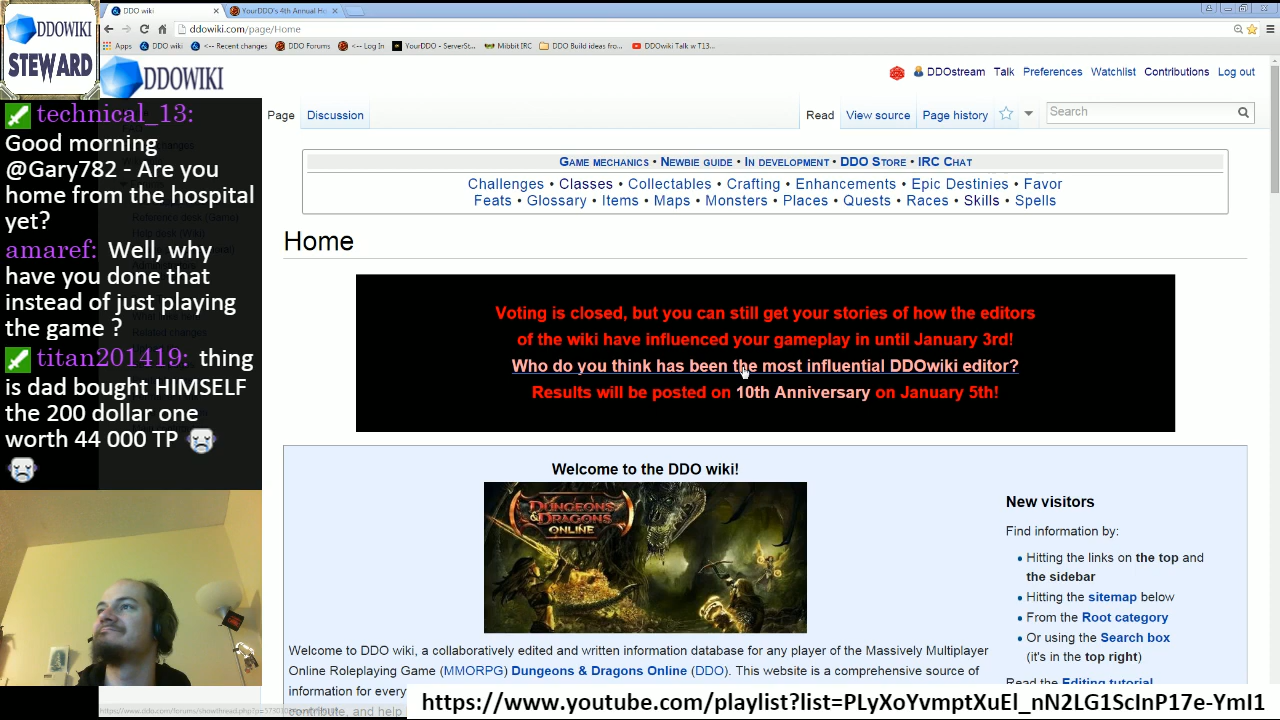 DDOWIKI
STEWARD
DDO wiki
YourDDO's 4th Annual Ho
ddowiki.com/page/Home
Apps
DDO wiki
<-- Recent changes
DDO Forums
<-- Log In
YourDDO - ServerSt...
Mibbit IRC
DDO Build ideas fro...
DDOwiki Talk w T13...
DDOWIKI
DDOstream Talk Preferences Watchlist Contributions Log out
Page Discussion
Read View source Page history
Search
GAME MECHANICS • NEWBIE GUIDE • IN DEVELOPMENT • DDO STORE • IRC CHAT
Challenges • Classes • Collectables • Crafting • Enhancements • Epic Destinies • Favor
Feats • Glossary • Items • Maps • Monsters • Places • Quests • Races • Skills • Spells
Home
Voting is closed, but you can still get your stories of how the editors
of the wiki have influenced your gameplay in until January 3rd!
Who do you think has been the most influential DDOwiki editor?
Results will be posted on 10th Anniversary on January 5th!
Welcome to the DDO wiki!
DUNGEONS
& DRAGONS
ONLINE
Welcome to DDO wiki, a collaboratively edited and written information database for any player of the Massively Multiplayer
Online Roleplaying Game (MMORPG) Dungeons & Dragons Online (DDO). This website is a comprehensive source of
information for every
contribute, and help
New visitors
Find information by:
Hitting the links on the top and
the sidebar
Hitting the sitemap below
From the Root category
Or using the Search box
(it's in the top right)
Read the Editing tutorial
technical_13:
Good morning
@Gary782 - Are you
home from the hospital
yet?
amaref: Well, why
have you done that
instead of just playing
the game ?
titan201419: thing
is dad bought HIMSELF
the 200 dollar one
worth 44 000 TP
https://www.youtube.com/playlist?list=PLyXoYvmptXuEl_nN2LG1ScInP17e-YmI1